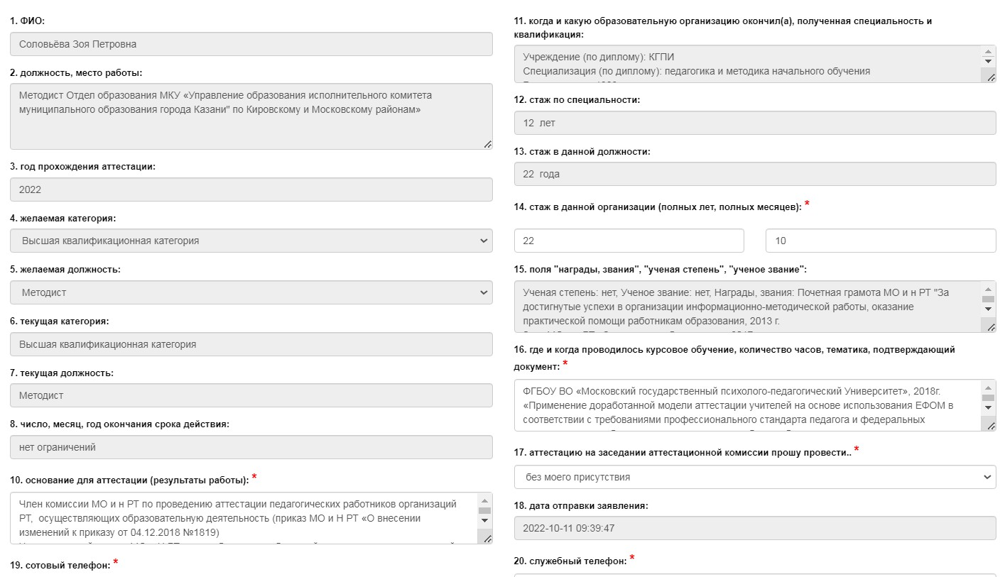 1. ФИО:
Соловьёва Зоя Петровна
2. должность, место работы:
Методист Отдел образования МКУ «Управление образования исполнительного комитета
муниципального образования города Казани" по Кировскому и Московскому районам»
3. год прохождения аттестации:
2022
4. желаемая категория:
Высшая квалификационная категория
5. желаемая должность:
Методист
6. текущая категория:
Высшая квалификационная категория
7. текущая должность:
Методист
8. число, месяц, год окончания срока действия:
нет ограничений
10. основание для аттестации (результаты работы): *
Член комиссии МО и н РТ по проведению аттестации педагогических работников организаций
РТ, осуществляющих образовательную деятельность (приказ МО и Н РТ «О внесении
изменений к приказу от 04.12.2018 №1819)
19. сотовый телефон: *
11. когда и какую образовательную организацию окончил(а), полученная специальность и
квалификация:
Учреждение (по диплому): КГПИ
Специализация (по диплому): педагогика и методика начального обучения
12. стаж по специальности:
12 лет
13. стаж в данной должности:
22 года
14. стаж в данной организации (полных лет, полных месяцев): *
22
10
15. поля "награды, звания", "ученая степень", "ученое звание":
Ученая степень: нет, Ученое звание: нет, Награды, звания: Почетная грамота МО и н РТ "За
достигнутые успехи в организации информационно-методической работы, оказание
практической помощи работникам образования, 2013 г.
16. где и когда проводилось курсовое обучение, количество часов, тематика, подтверждающий
документ: *
ФГБОУ ВО «Московский государственный психолого-педагогический Университет», 2018г.
«Применение доработанной модели аттестации учителей на основе использования ЕФОМ в
соответствии с требованиями профессионального стандарта педагога и федеральных
17. аттестацию на заседании аттестационной комиссии прошу провести.. *
без моего присутствия
18. дата отправки заявления:
2022-10-11 09:39:47
20. служебный телефон: *